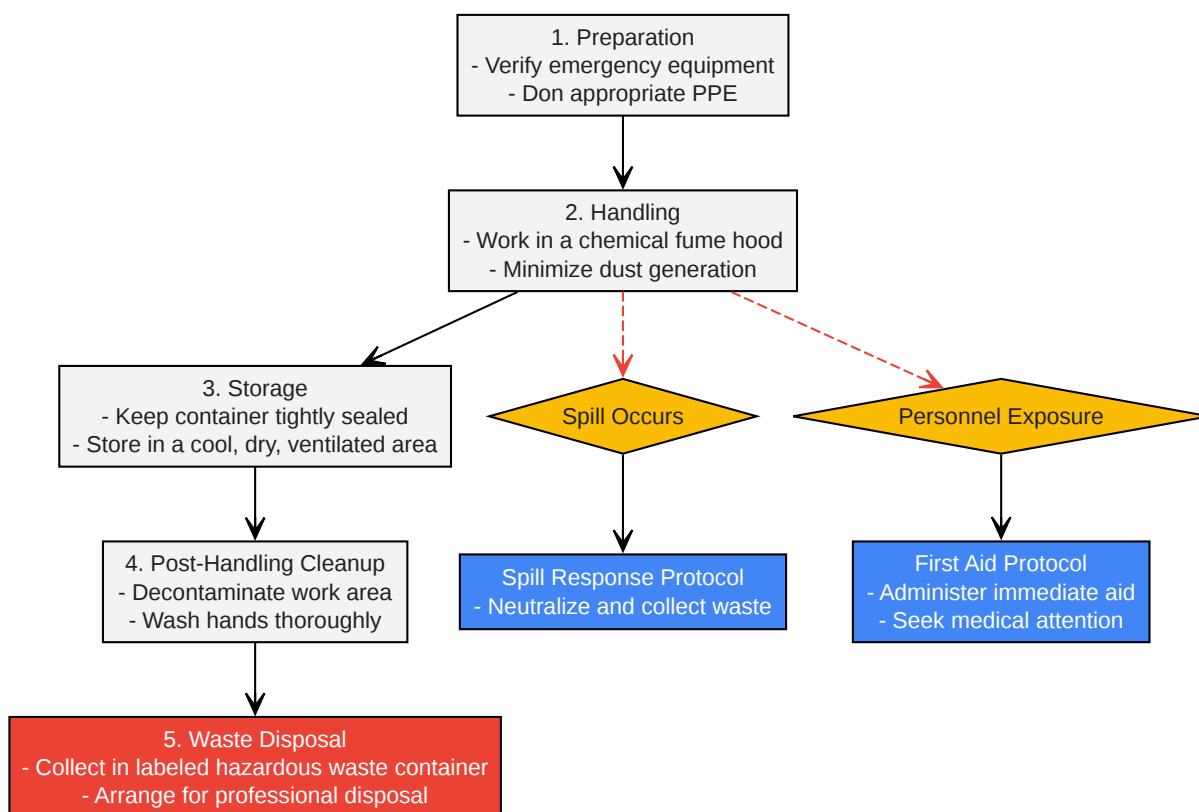 1. Preparation
- Verify emergency equipment
- Don appropriate PPE
2. Handling
- Work in a chemical fume hood
- Minimize dust generation
3. Storage
- Keep container tightly sealed
- Store in a cool, dry, ventilated area
Spill Occurs
Personnel Exposure
4. Post-Handling Cleanup
- Decontaminate work area
- Wash hands thoroughly
Spill Response Protocol
- Neutralize and collect waste
First Aid Protocol
- Administer immediate aid
- Seek medical attention
5. Waste Disposal
- Collect in labeled hazardous waste container
- Arrange for professional disposal